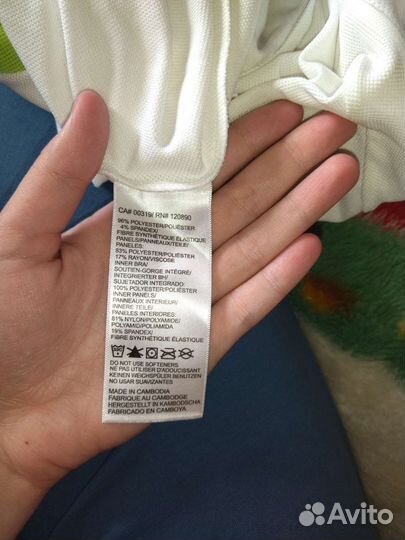 CA# 00319/ RN# 120890
96% POLYESTER/POLIÉSTER
4% SPANDEX/
FIBRE SYNTHÉTIQUE ÉLASTIQUE
PANELS/PANNEAUX/TEILE/
PANELES:
83% POLYESTER/POLIÉSTER
17% RAYON/VISCOSE
INNER BRA/
SOUTIEN-GORGE INTÉGRÉ/
INTEGRIERTER BH/
SUJETADOR INTEGRADO:
100% POLYESTER/POLIÉSTER
INNER PANELS/
PANNEAUX INTERIEUR/
INNERE TEILE/
PANELES INTERIORES:
81% NYLON/POLYAMIDE/
POLYAMID/POLIAMIDA
19% SPANDEX/
FIBRE SYNTHÉTIQUE ÉLASTIQUE
DO NOT USE SOFTENERS
NE PAS UTILISER D'ADOUCISSANT
KEINEN WEICHSPÜLER BENUTZEN
NO USAR SUAVIZANTES
MADE IN CAMBODIA
FABRIQUE AU CAMBODGE
HERGESTELLT IN KAMBODSCHA
FABRICADO EN CAMBOYA
Avito